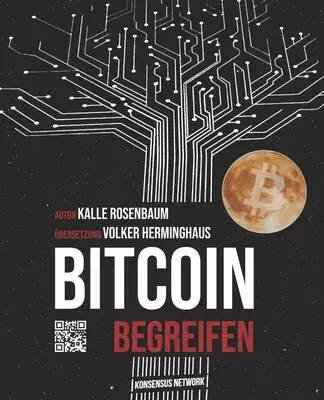 AUTOR KALLE ROSENBAUM
ÜBERSETZUNG VOLKER HERMINGHAUS
BITCOIN
BEGREIFEN
KONSENSUS NETWORK